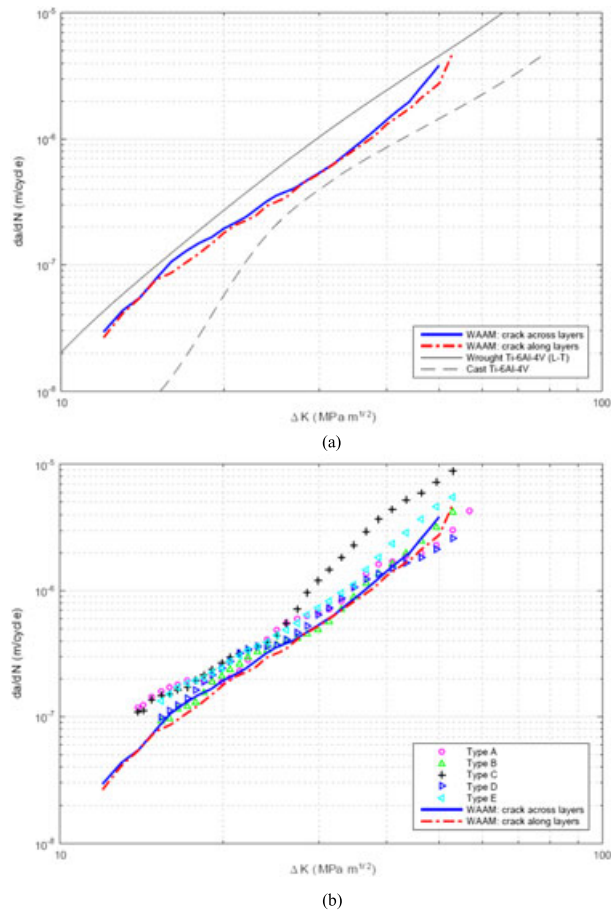 (a)
10⁻⁵
10⁻⁶
10⁻⁷
10⁻⁸
da/dN (m/cycle)
WAAM: crack across layers
WAAM: crack along layers
Wrought Ti-6Al-4V (L-T)
Cast Ti-6Al-4V
10
100
Δ K (MPa m^1/2)
(a)
10⁻⁵
10⁻⁶
10⁻⁷
10⁻⁸
da/dN (m/cycle)
Type A
Type B
Type C
Type D
Type E
WAAM: crack across layers
WAAM: crack along layers
10
100
Δ K (MPa m^1/2)
(b)